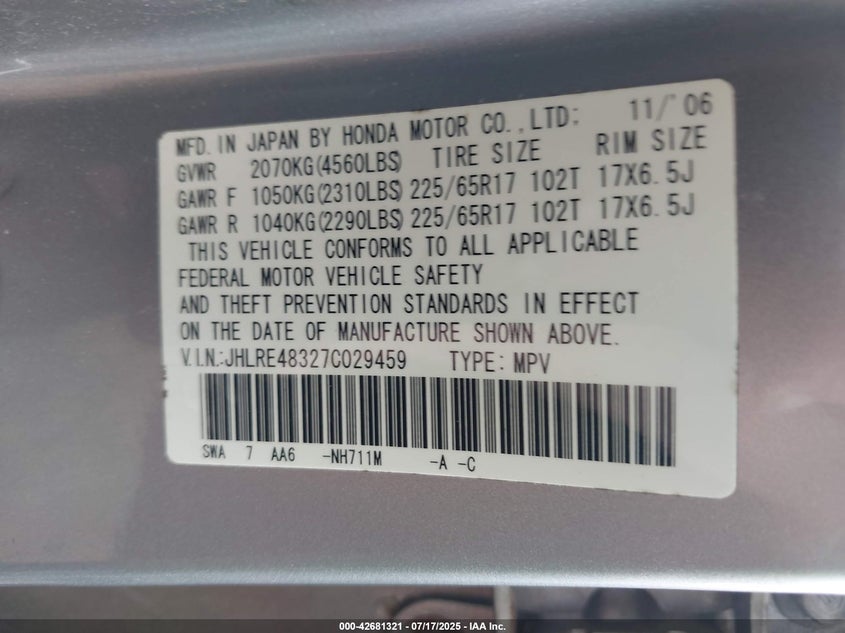 MFD. IN JAPAN BY HONDA MOTOR CO., LTD: 11/'06
GVWR 2070KG(4560LBS) TIRE SIZE RIM SIZE
GAWR F 1050KG(2310LBS) 225/65R17 102T 17X6.5J
GAWR R 1040KG(2290LBS) 225/65R17 102T 17X6.5J
THIS VEHICLE CONFORMS TO ALL APPLICABLE
FEDERAL MOTOR VEHICLE SAFETY
AND THEFT PREVENTION STANDARDS IN EFFECT
ON THE DATE OF MANUFACTURE SHOWN ABOVE.
V.I.N.:JHLRE48327C029459 TYPE: MPV
SWA 7 AA6 -NH711M -A -C
000-42681321 | 07/17/2025 | IAA Inc.